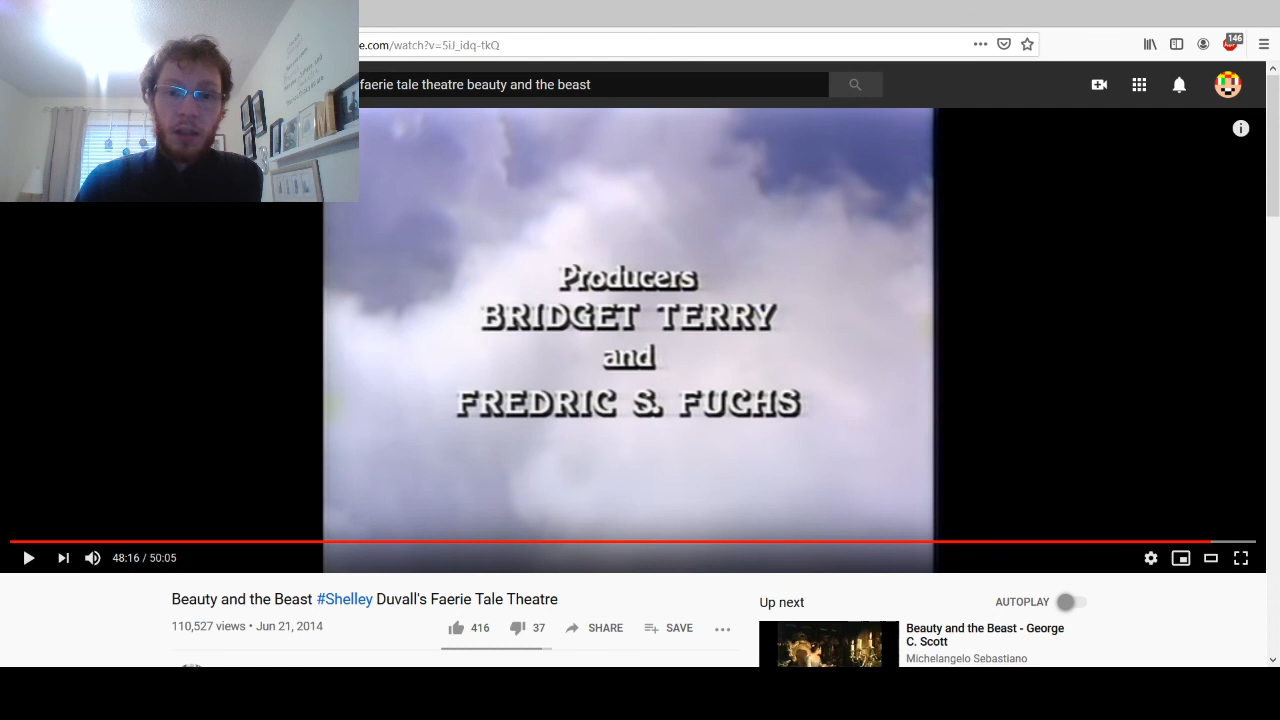 e.com/watch?v=5iJ_idq-tkQ
146
faerie tale theatre beauty and the beast
Producers
BRIDGET TERRY
and
FREDRIC S. FUCHS
48:16 / 50:05
Beauty and the Beast #Shelley Duvall's Faerie Tale Theatre
110,527 views • Jun 21, 2014
416
37
SHARE
SAVE
Up next
AUTOPLAY
Beauty and the Beast - George
C. Scott
Michelangelo Sebastiano